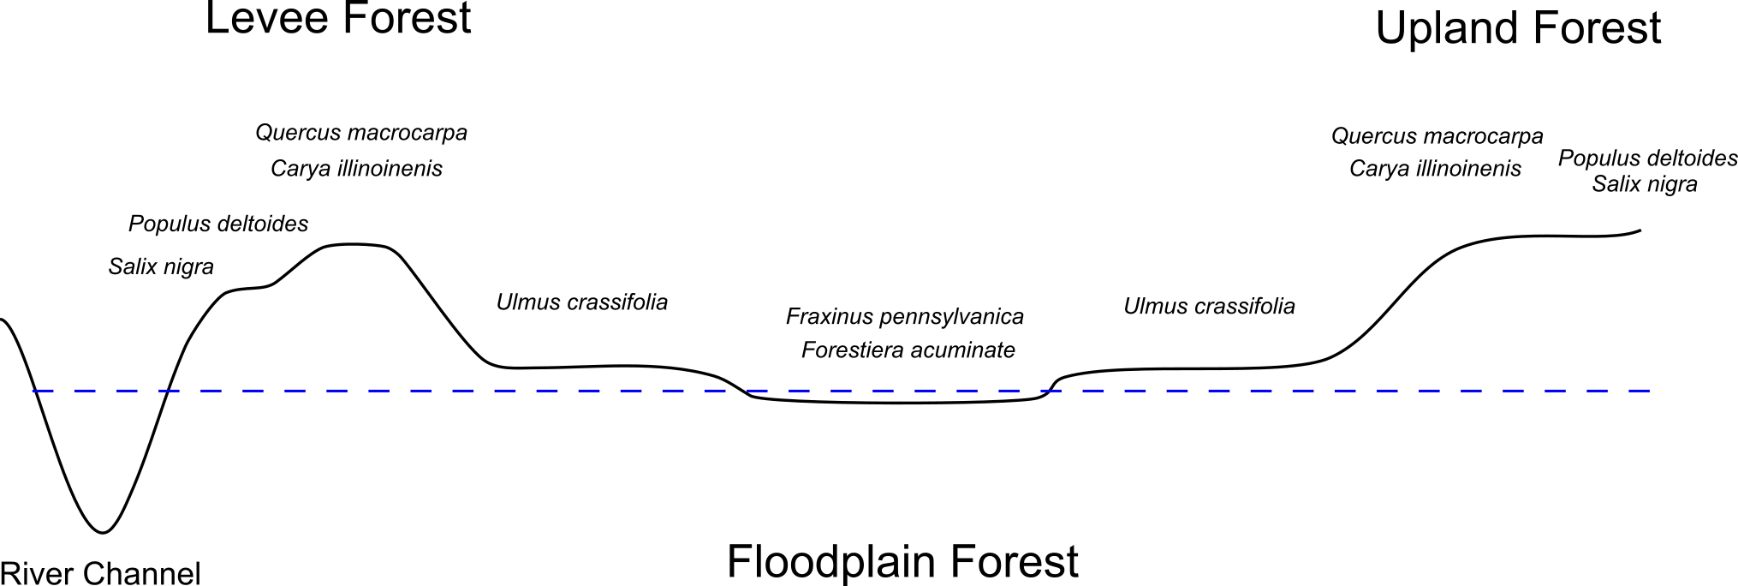 Levee Forest
Upland Forest
Quercus macrocarpa
Carya illinoinenis
Populus deltoides
Salix nigra
Ulmus crassifolia
Fraxinus pennsylvanica
Forestiera acuminate
Ulmus crassifolia
Quercus macrocarpa
Carya illinoinenis
Populus deltoides
Salix nigra
River Channel
Floodplain Forest